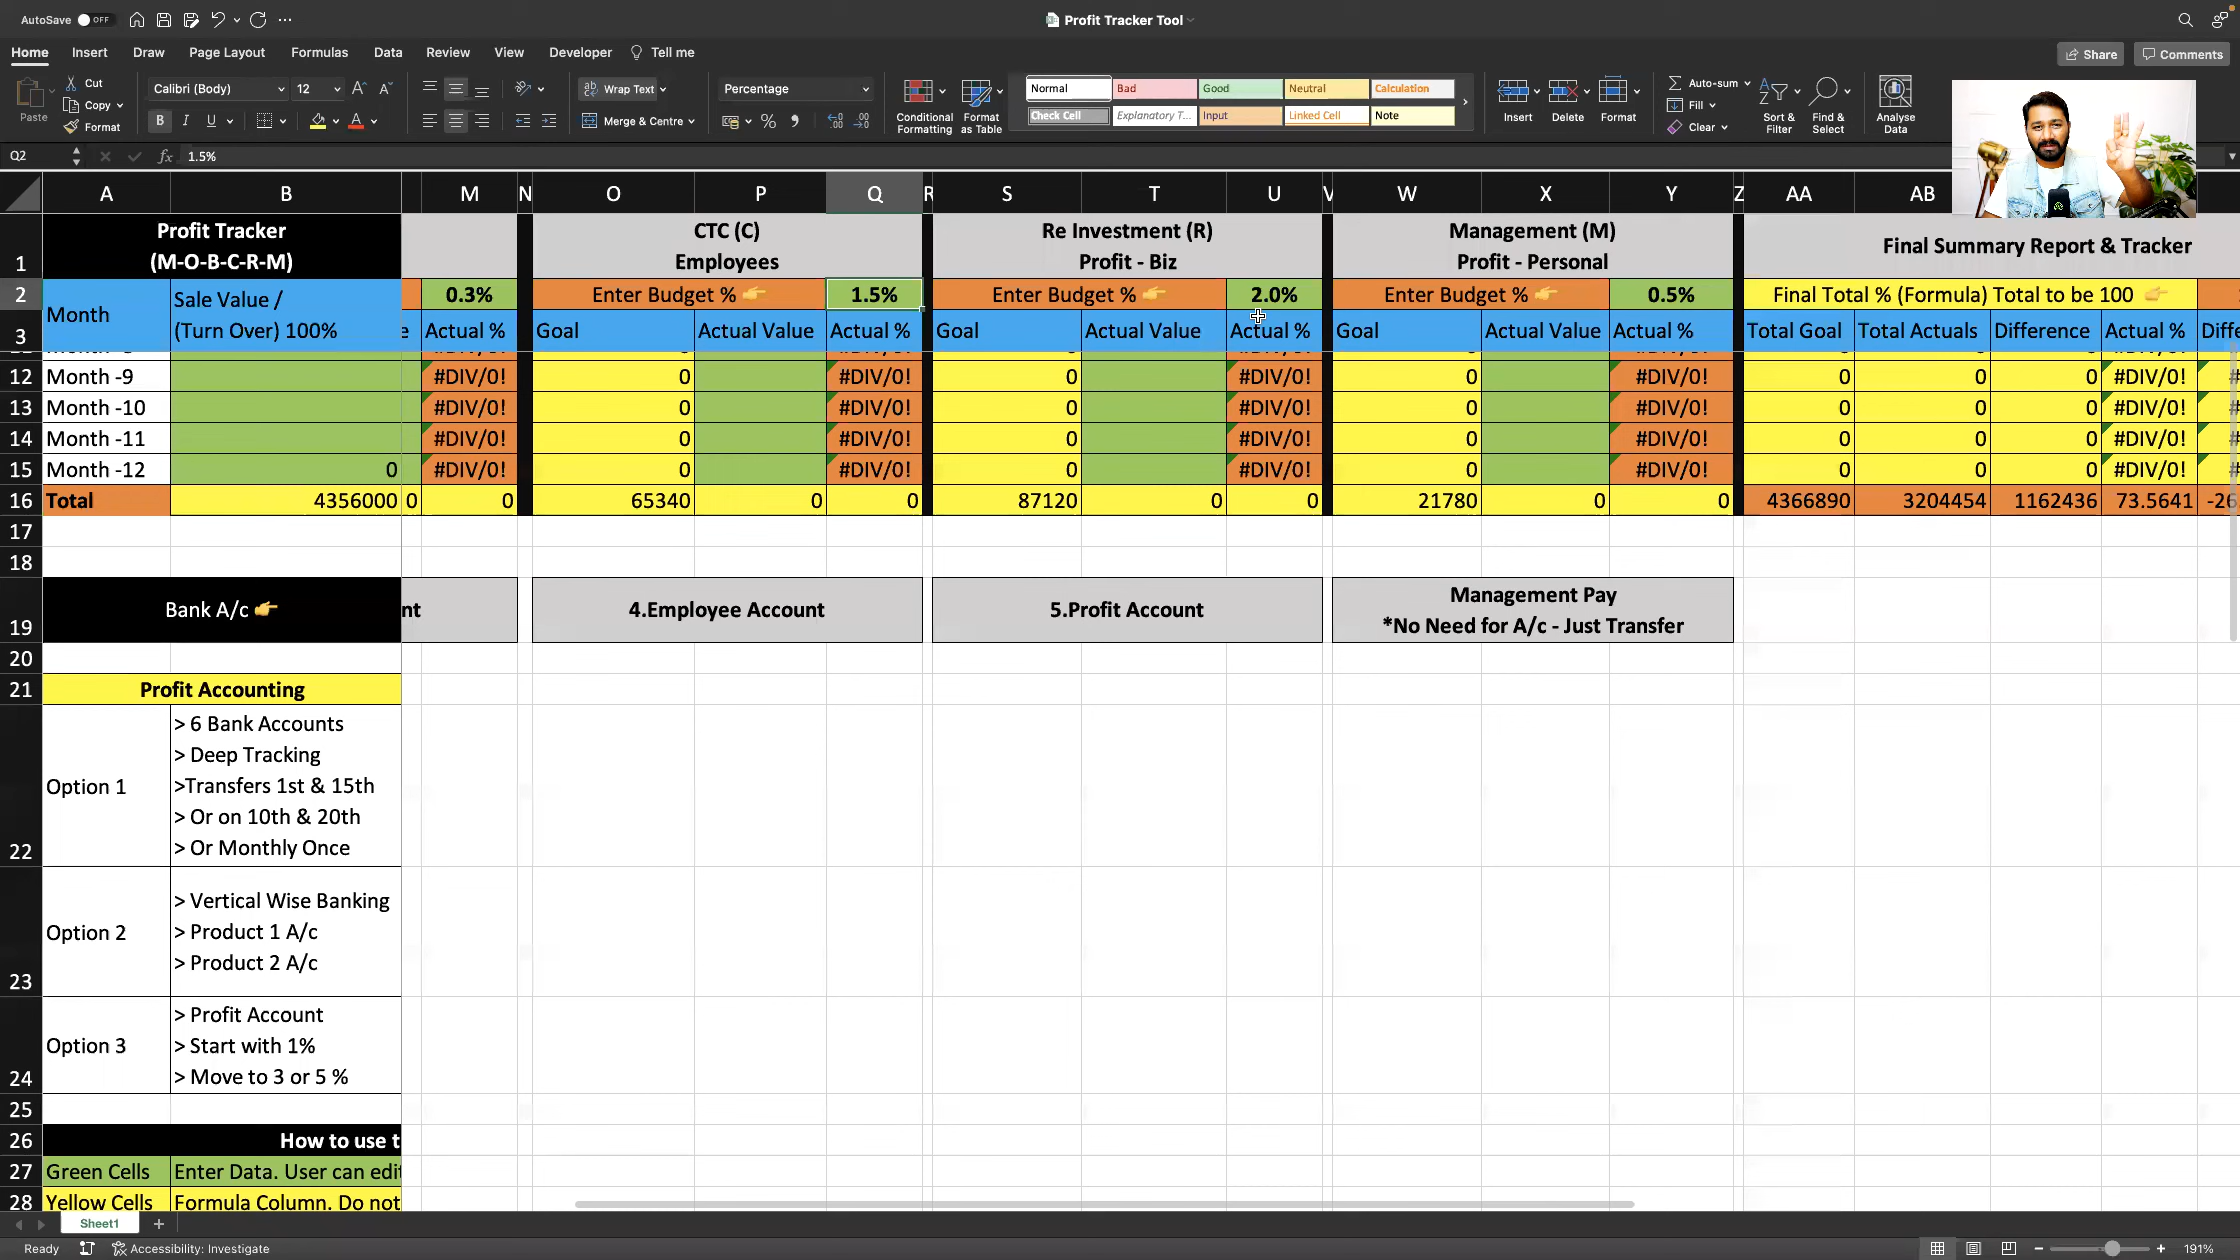 AutoSave OFF
Profit Tracker Tool
Home Insert Draw Page Layout Formulas Data Review View Developer Tell me
Share Comments
Paste
Cut
Copy
Format
Calibri (Body) 12
B I U
Wrap Text
Merge & Centre
Percentage
Conditional Formatting
Format as Table
Normal Bad Good Neutral Calculation
Check Cell Explanatory T... Input Linked Cell Note
Insert Delete Format
Auto-sum
Fill
Clear
Sort & Filter
Find & Select
Analyse Data
Q2 fx 1.5%
A B M N O P Q R S T U V W X Y Z AA AB
1 Profit Tracker (M-O-B-C-R-M) CTC (C) Employees Re Investment (R) Profit - Biz Management (M) Profit - Personal Final Summary Report & Tracker
2 Month Sale Value / (Turn Over) 100% 0.3% Enter Budget % 👉 1.5% Enter Budget % 👉 2.0% Enter Budget % 👉 0.5% Final Total % (Formula) Total to be 100 👉
3 e Actual % Goal Actual Value Actual % Goal Actual Value Actual % Goal Actual Value Actual % Total Goal Total Actuals Difference Actual % Diffe
12 Month -9 #DIV/0! 0 #DIV/0! 0 #DIV/0! 0 #DIV/0! 0 0 0 #DIV/0! #
13 Month -10 #DIV/0! 0 #DIV/0! 0 #DIV/0! 0 #DIV/0! 0 0 0 #DIV/0! #
14 Month -11 #DIV/0! 0 #DIV/0! 0 #DIV/0! 0 #DIV/0! 0 0 0 #DIV/0! #
15 Month -12 0 #DIV/0! 0 #DIV/0! 0 #DIV/0! 0 #DIV/0! 0 0 0 #DIV/0! #
16 Total 4356000 0 0 65340 0 0 87120 0 0 21780 0 0 4366890 3204454 1162436 73.5641 -26
17
18
19 Bank A/c 👉 nt 4.Employee Account 5.Profit Account Management Pay
*No Need for A/c - Just Transfer
20
21 Profit Accounting
22 Option 1
> 6 Bank Accounts
> Deep Tracking
>Transfers 1st & 15th
> Or on 10th & 20th
> Or Monthly Once
23 Option 2
> Vertical Wise Banking
> Product 1 A/c
> Product 2 A/c
24 Option 3
> Profit Account
> Start with 1%
> Move to 3 or 5 %
25
26 How to use t
27 Green Cells Enter Data. User can edit
28 Yellow Cells Formula Column. Do not
Sheet1 +
Ready Accessibility: Investigate 191%